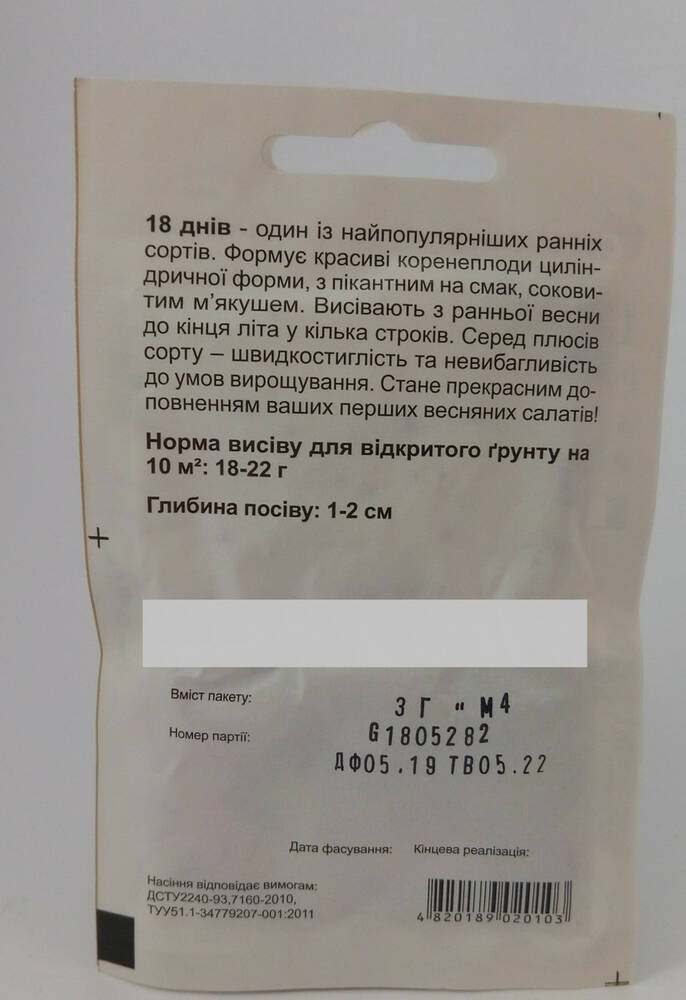 18 днів - один із найпопулярніших ранніх
сортів. Формує красиві коренеплоди цилін-
дричної форми, з пікантним на смак, сокови-
тим м'якушем. Висівають з ранньої весни
до кінця літа у кілька строків. Серед плюсів
сорту – швидкостиглість та невибагливість
до умов вирощування. Стане прекрасним до-
повненням ваших перших весняних салатів!
Норма висіву для відкритого ґрунту на
10 м²: 18-22 г
Глибина посіву: 1-2 см
Вміст пакету: 3 Г " М4
Номер партії: G1805282
ДФ05.19 ТВ05.22
Дата фасування: Кінцева реалізація:
Насіння відповідає вимогам:
ДСТУ2240-93,7160-2010,
ТУУ51.1-34779207-001:2011
4 820189 020103